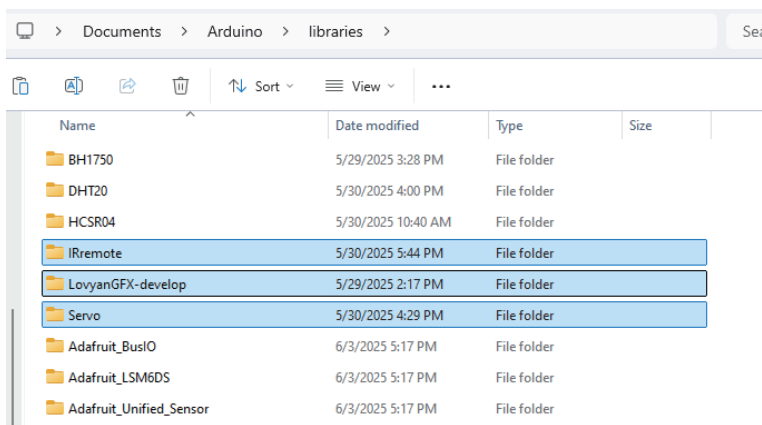 Documents > Arduino > libraries >
Sea
Sort View ...
Name Date modified Type Size
BH1750 5/29/2025 3:28 PM File folder
DHT20 5/30/2025 4:00 PM File folder
HCSR04 5/30/2025 10:40 AM File folder
IRremote 5/30/2025 5:44 PM File folder
LovyanGFX-develop 5/29/2025 2:17 PM File folder
Servo 5/30/2025 4:29 PM File folder
Adafruit_BusIO 6/3/2025 5:17 PM File folder
Adafruit_LSM6DS 6/3/2025 5:17 PM File folder
Adafruit_Unified_Sensor 6/3/2025 5:17 PM File folder